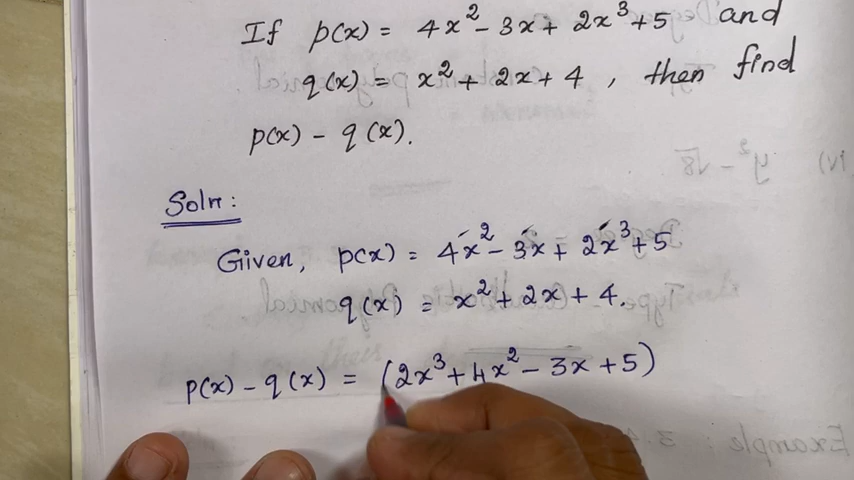 If p(x) = 4x² - 3x + 2x³ + 5 and
q(x) = x² + 2x + 4 , then find
p(x) - q(x).
Soln:
Given, p(x) = 4x² - 3x + 2x³ + 5
q(x) = x² + 2x + 4.
p(x) - q(x) = (2x³ + 4x² - 3x + 5)